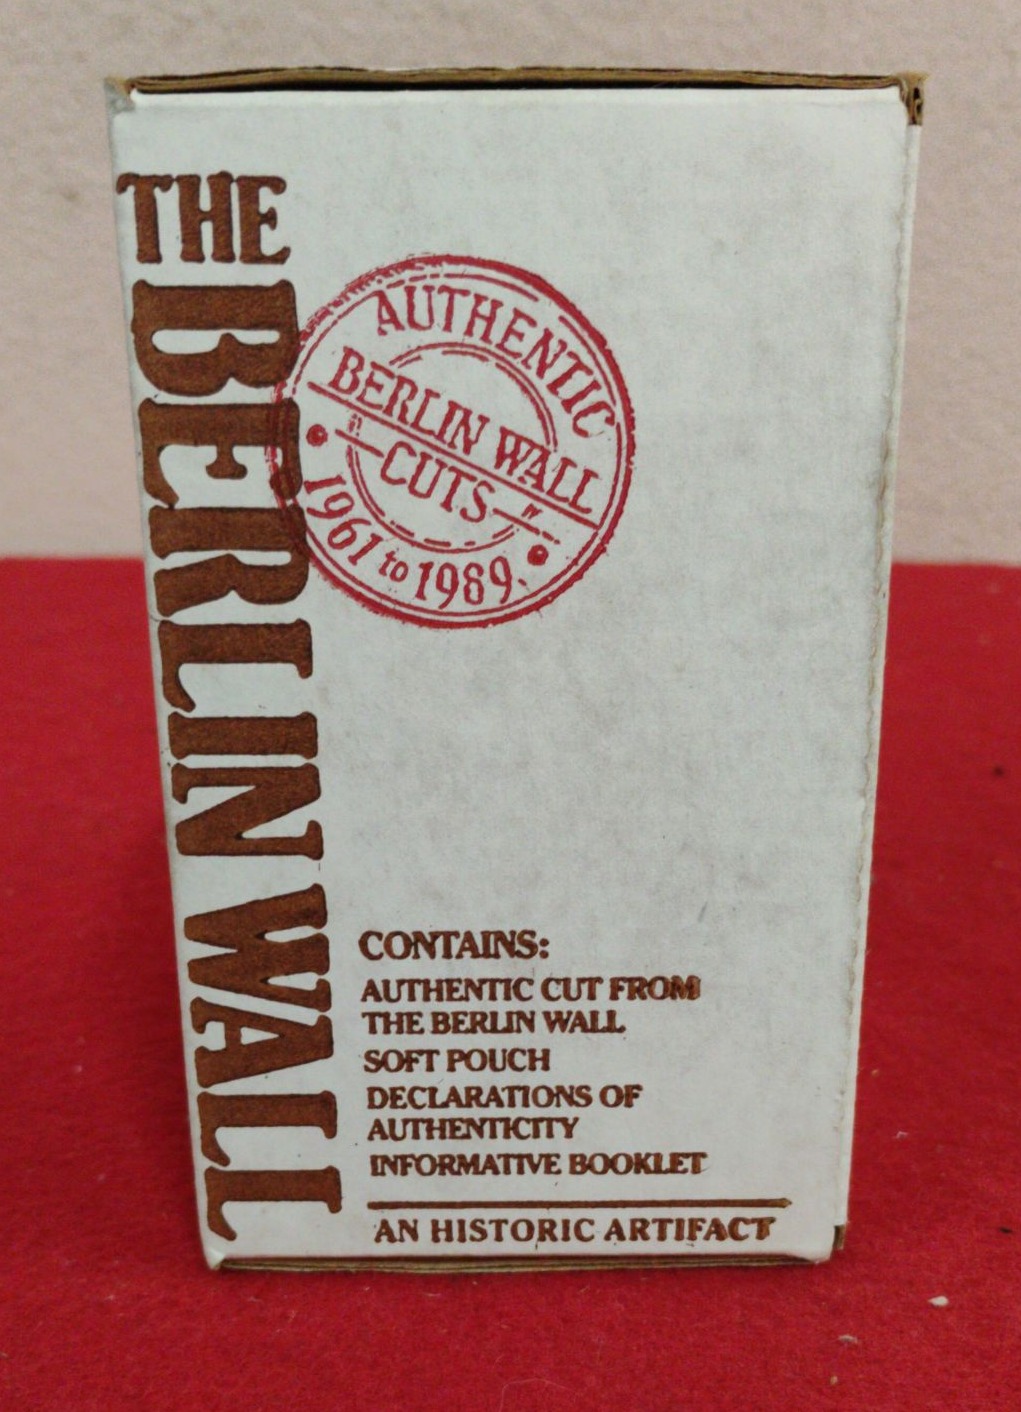 THE
BERLIN WALL
AUTHENTIC
BERLIN WALL
CUTS
1961 to 1989
CONTAINS:
AUTHENTIC CUT FROM
THE BERLIN WALL
SOFT POUCH
DECLARATIONS OF
AUTHENTICITY
INFORMATIVE BOOKLET
AN HISTORIC ARTIFACT